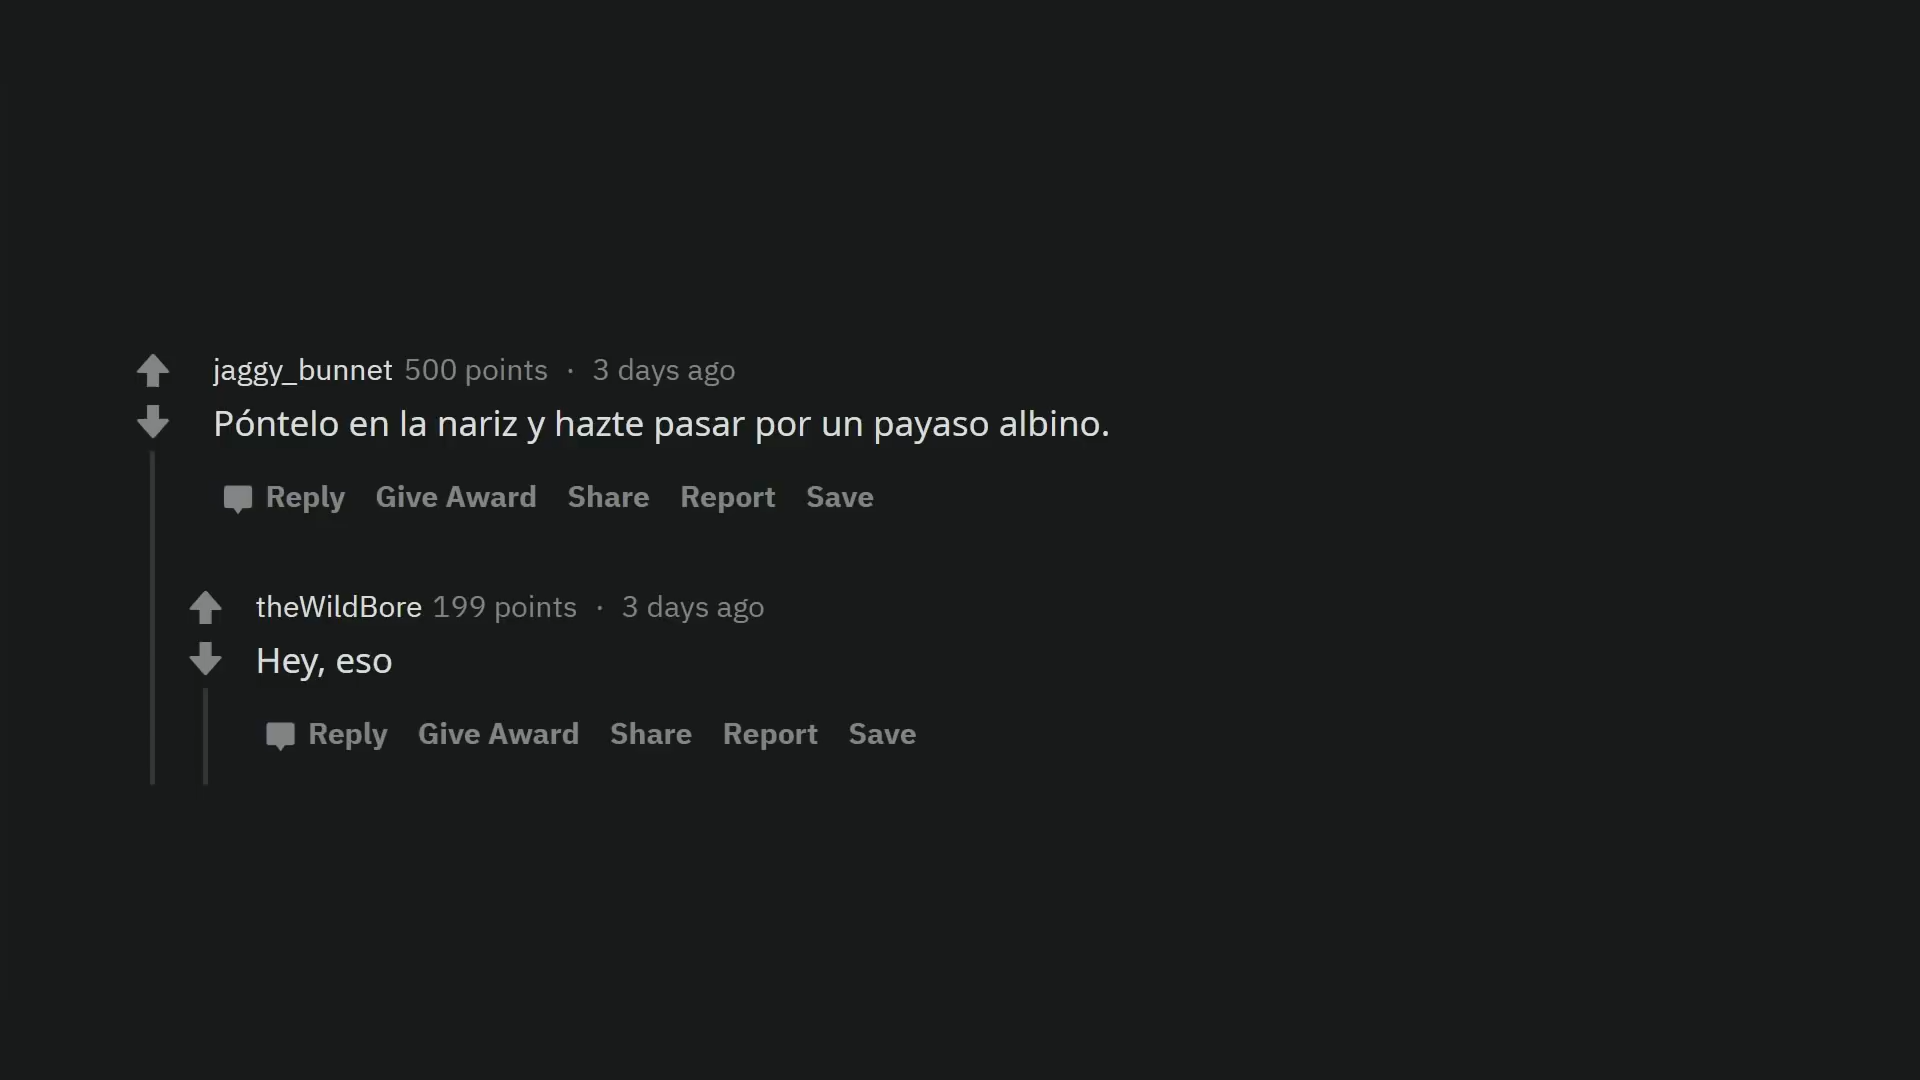 jaggy_bunnet 500 points · 3 days ago
Póntelo en la nariz y hazte pasar por un payaso albino.
Reply Give Award Share Report Save
theWildBore 199 points · 3 days ago
Hey, eso
Reply Give Award Share Report Save